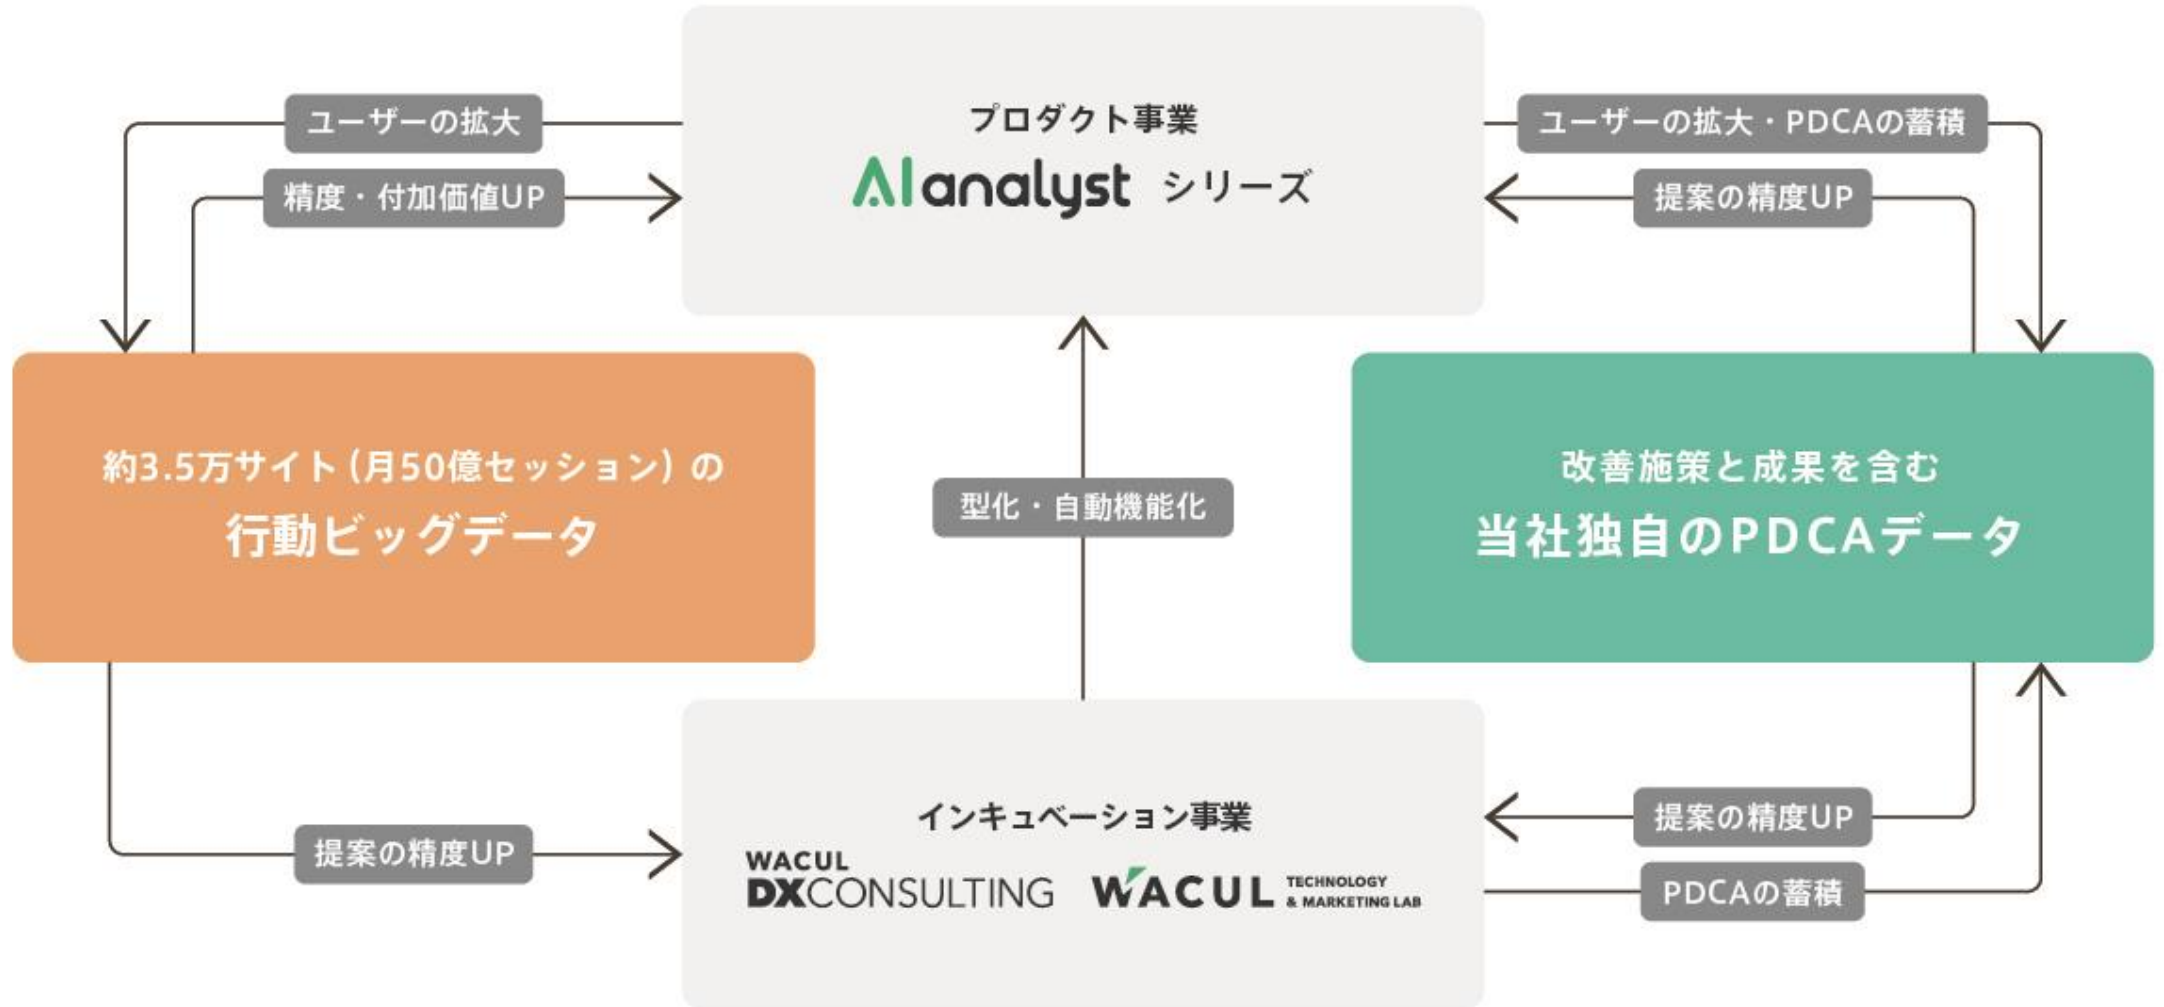 プロダクト事業
AI analyst シリーズ
ユーザーの拡大
精度・付加価値UP
ユーザーの拡大・PDCAの蓄積
提案の精度UP
約3.5万サイト(月50億セッション)の
行動ビッグデータ
型化・自動機能化
改善施策と成果を含む
当社独自のPDCAデータ
提案の精度UP
インキュベーション事業
WACUL
DXCONSULTING
WACUL
TECHNOLOGY
& MARKETING LAB
提案の精度UP
PDCAの蓄積